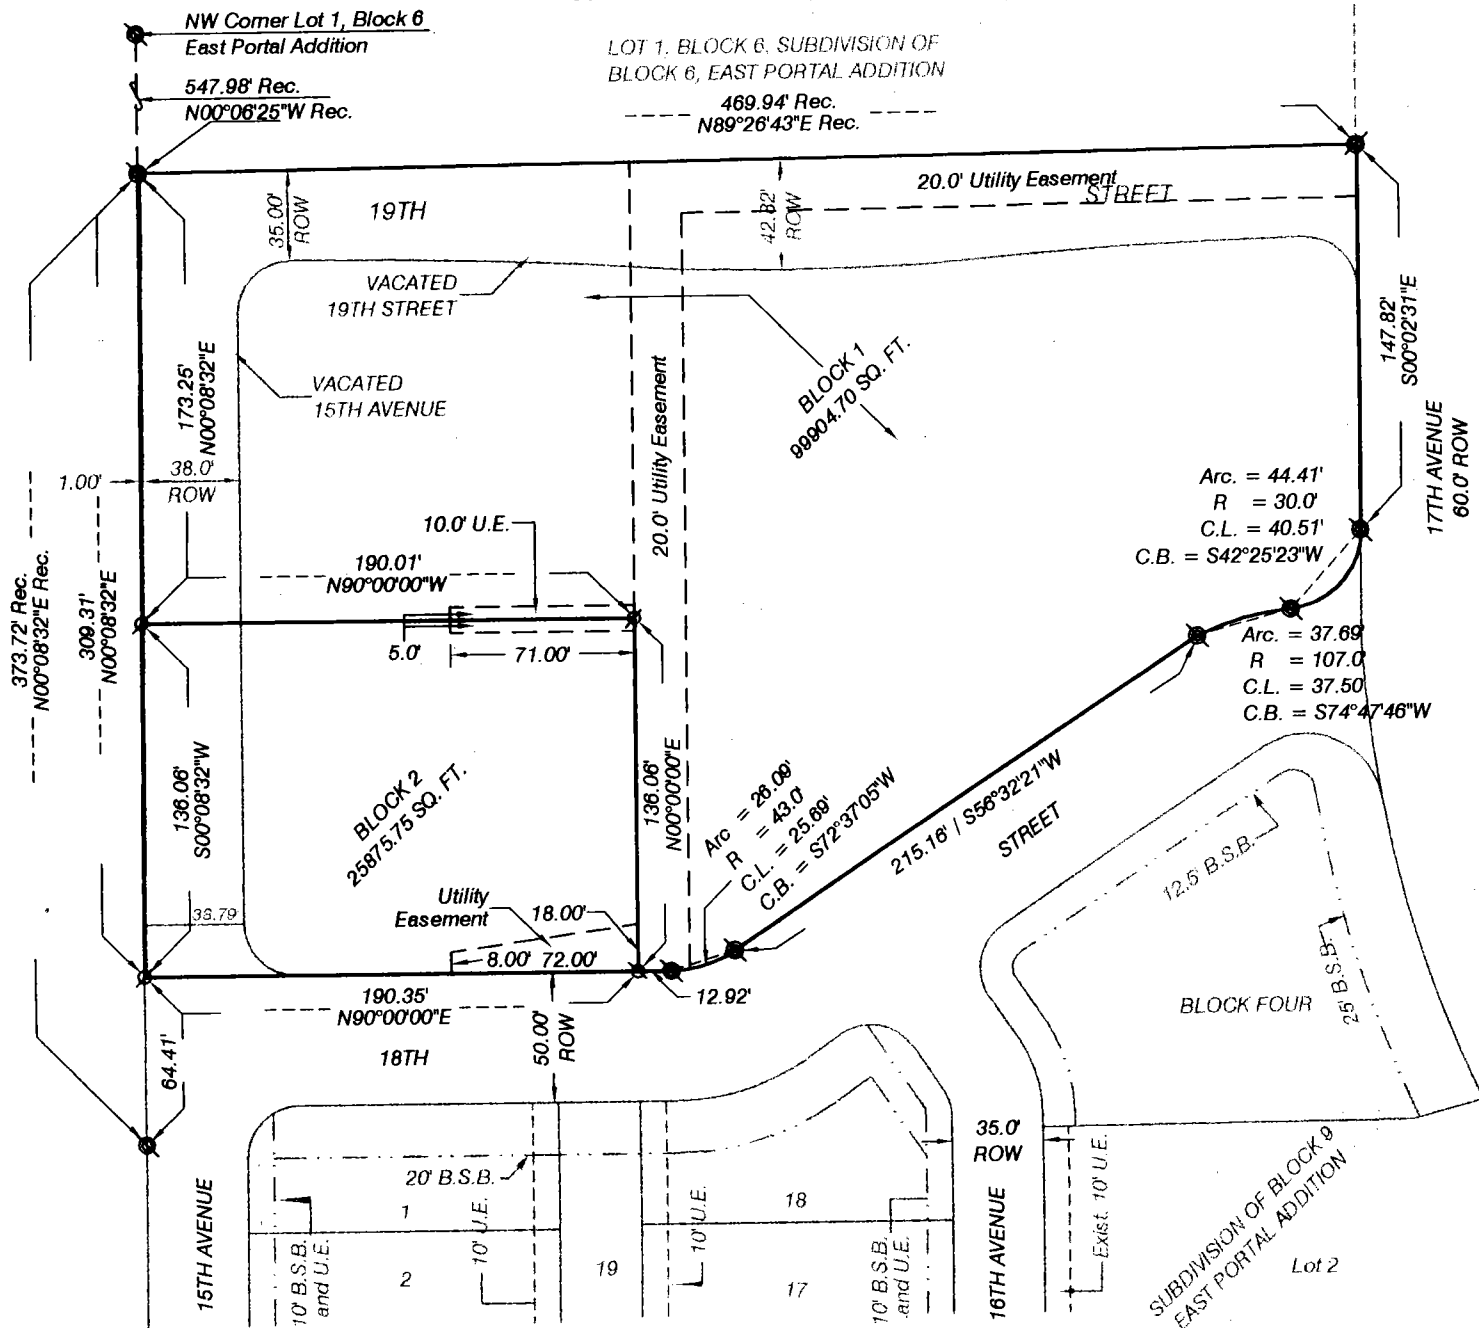 NW Corner Lot 1, Block 6
East Portal Addition
547.98' Rec.
N00°06'25"W Rec.
LOT 1, BLOCK 6, SUBDIVISION OF
BLOCK 6, EAST PORTAL ADDITION
469.94' Rec.
N89°26'43"E Rec.
20.0' Utility Easement
STREET
35.00'
ROW
19TH
42.82'
ROW
VACATED
19TH STREET
VACATED
15TH AVENUE
BLOCK 1
99904.70 SQ. FT.
20.0' Utility Easement
147.82'
S00°02'31"E
17TH AVENUE
60.0' ROW
173.25'
N00°08'32"E
1.00'
38.0'
ROW
373.72' Rec.
N00°08'32"E Rec.
309.31'
N00°08'32"E
10.0' U.E.
190.01'
N90°00'00"W
5.0'
71.00'
Arc. = 44.41'
R = 30.0'
C.L. = 40.51'
C.B. = S42°25'23"W
Arc. = 37.69'
R = 107.0'
C.L. = 37.50'
C.B. = S74°47'46"W
136.06'
S00°08'32"W
BLOCK 2
25875.75 SQ. FT.
136.06'
N00°00'00"E
Arc = 26.09'
R = 43.0'
C.L. = 25.69'
C.B. = S72°37'05"W
215.16' / S56°32'21"W
STREET
12.5' B.S.B.
25' B.S.B.
BLOCK FOUR
38.79
Utility
Easement
18.00'
8.00' 72.00'
12.92'
190.35'
N90°00'00"E
18TH
50.00'
ROW
64.41'
15TH AVENUE
20' B.S.B.
1
2
10' B.S.B.
and U.E.
10' U.E.
19
10' U.E.
18
17
10' B.S.B.
and U.E.
35.0'
ROW
16TH AVENUE
Exist. 10' U.E.
SUBDIVISION OF BLOCK 9
EAST PORTAL ADDITION
Lot 2